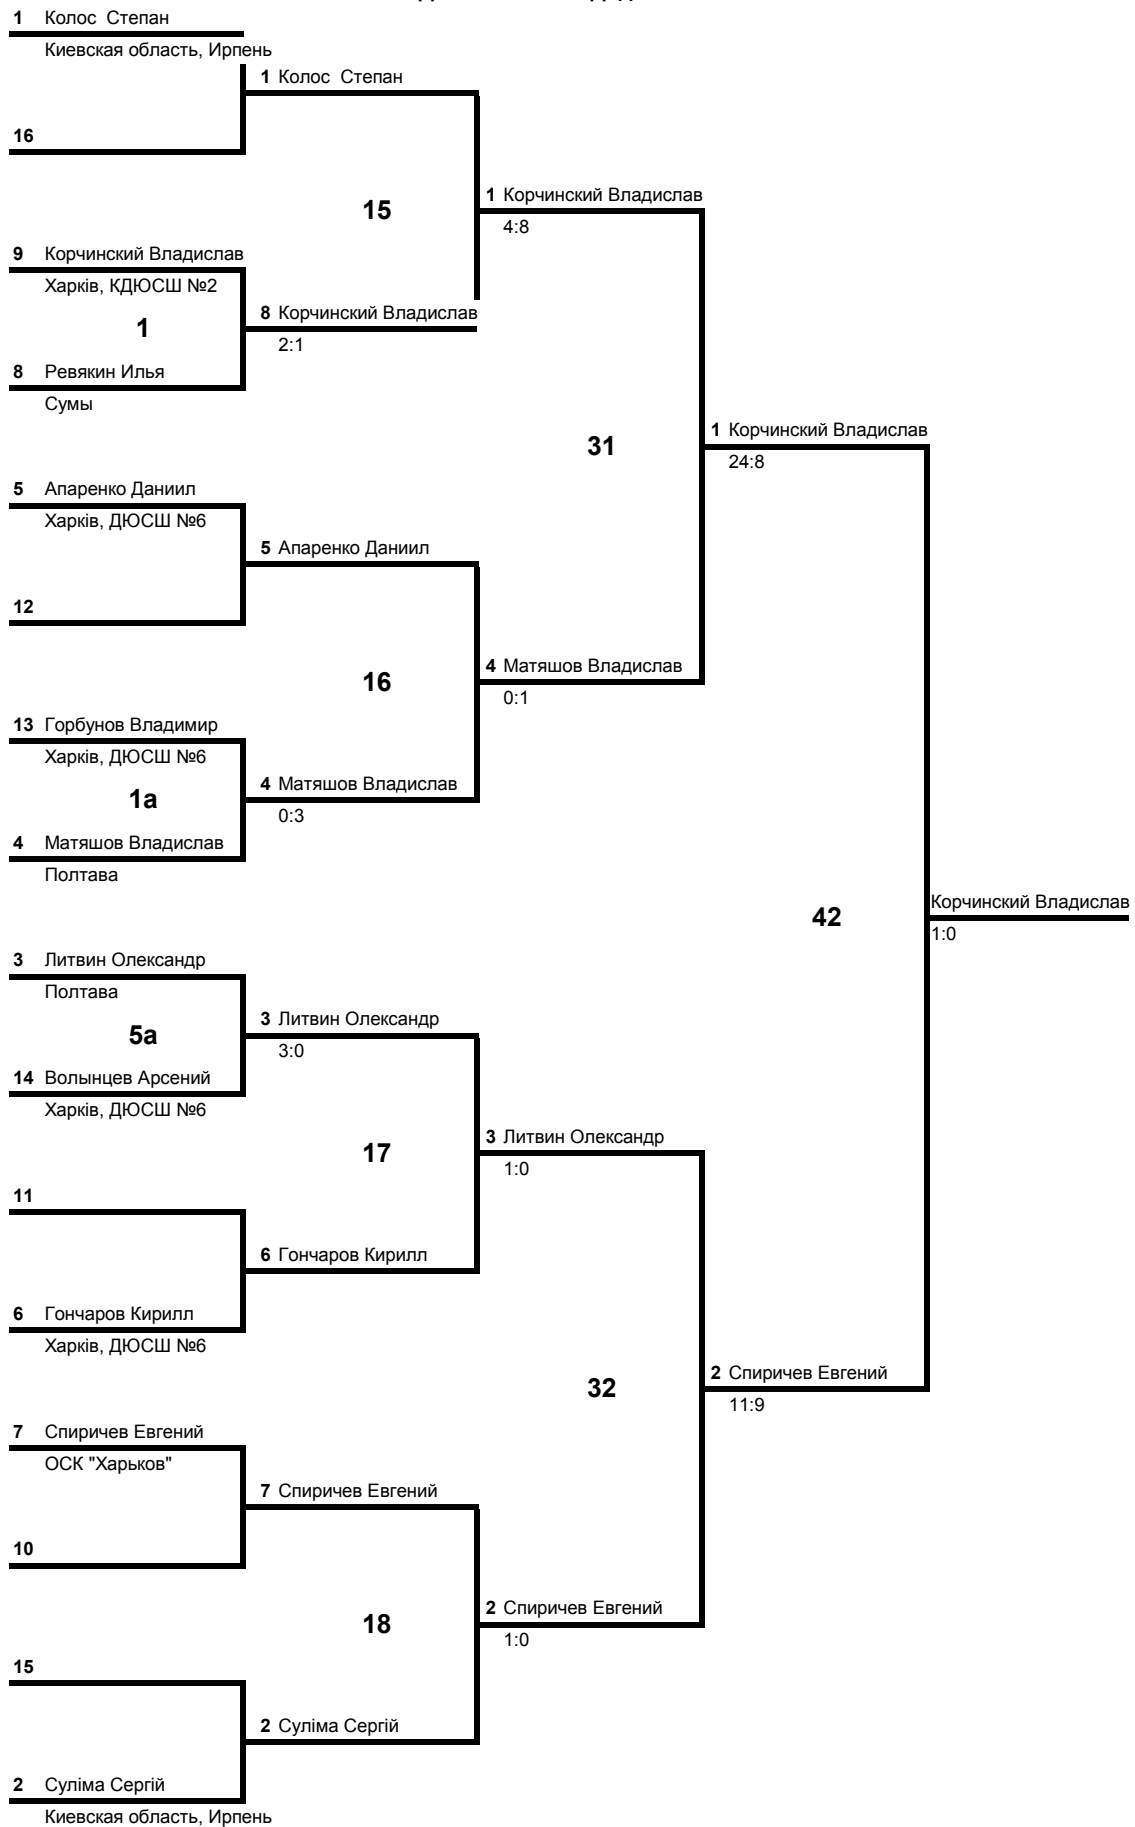 1 Колос Степан
Киевская область, Ирпень
1 Колос Степан
16
15
1 Корчинский Владислав
4:8
9 Корчинский Владислав
Харків, КДЮСШ №2
1
8 Корчинский Владислав
2:1
8 Ревякин Илья
Сумы
31
1 Корчинский Владислав
24:8
5 Апаренко Даниил
Харків, ДЮСШ №6
5 Апаренко Даниил
12
16
4 Матяшов Владислав
0:1
13 Горбунов Владимир
Харків, ДЮСШ №6
1а
4 Матяшов Владислав
0:3
4 Матяшов Владислав
Полтава
42
Корчинский Владислав
1:0
3 Литвин Олександр
Полтава
5а
3 Литвин Олександр
3:0
14 Волынцев Арсений
Харків, ДЮСШ №6
17
3 Литвин Олександр
1:0
11
6 Гончаров Кирилл
6 Гончаров Кирилл
Харків, ДЮСШ №6
32
2 Спиричев Евгений
11:9
7 Спиричев Евгений
ОСК "Харьков"
7 Спиричев Евгений
10
18
2 Спиричев Евгений
1:0
15
2 Суліма Сергій
2 Суліма Сергій
Киевская область, Ирпень